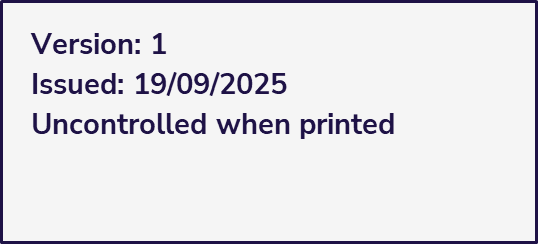 Version: 1
Issued: 19/09/2025
Uncontrolled when printed